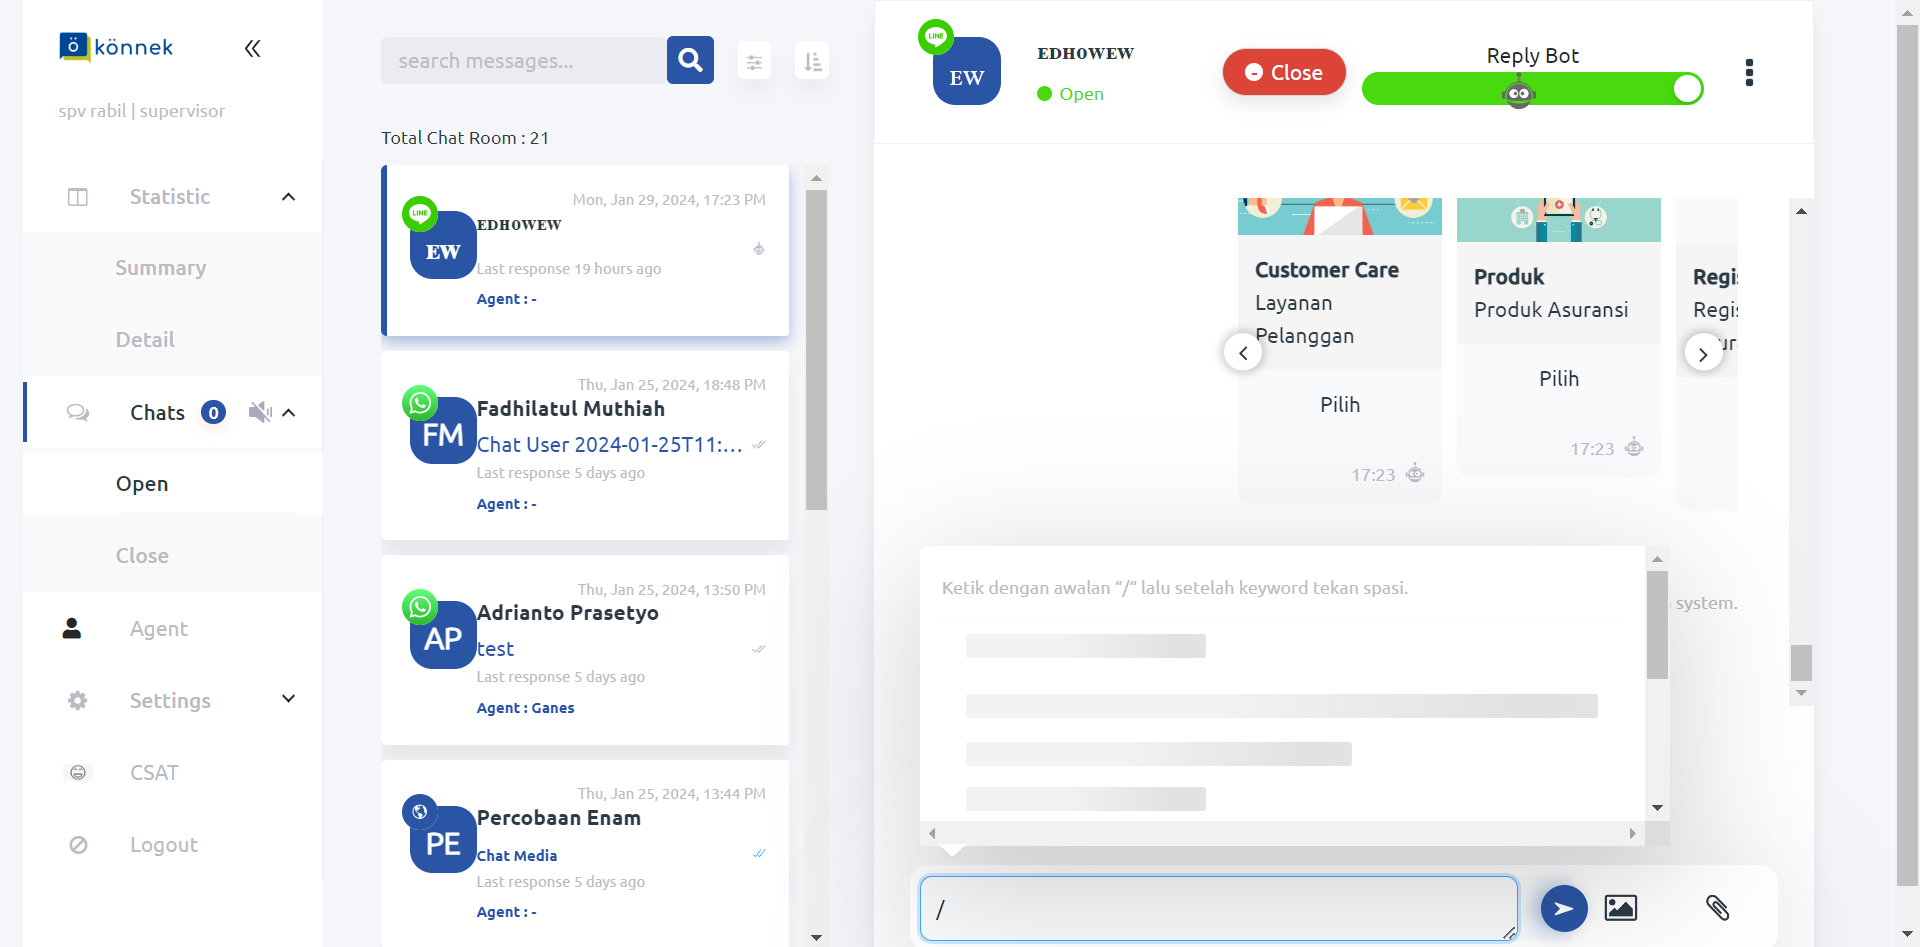 ö könnek
spv rabil | supervisor
Statistic
Summary
Detail
Chats 0
Open
Close
Agent
Settings
CSAT
Logout
search messages...
Total Chat Room : 21
Mon, Jan 29, 2024, 17:23 PM
LINE
EW
EDHOWEW
Last response 19 hours ago
Agent : -
Thu, Jan 25, 2024, 18:48 PM
FM
Fadhilatul Muthiah
Chat User 2024-01-25T11:...
Last response 5 days ago
Agent : -
Thu, Jan 25, 2024, 13:50 PM
AP
Adrianto Prasetyo
test
Last response 5 days ago
Agent : Ganes
Thu, Jan 25, 2024, 13:44 PM
PE
Percobaan Enam
Chat Media
Last response 5 days ago
Agent : -
LINE
EW
EDHOWEW
Open
Close
Reply Bot
Customer Care
Layanan
Pelanggan
Pilih
17:23
Produk
Produk Asuransi
Pilih
17:23
Regis
Regis
ura
Ketik dengan awalan “/“ lalu setelah keyword tekan spasi.
system.
/